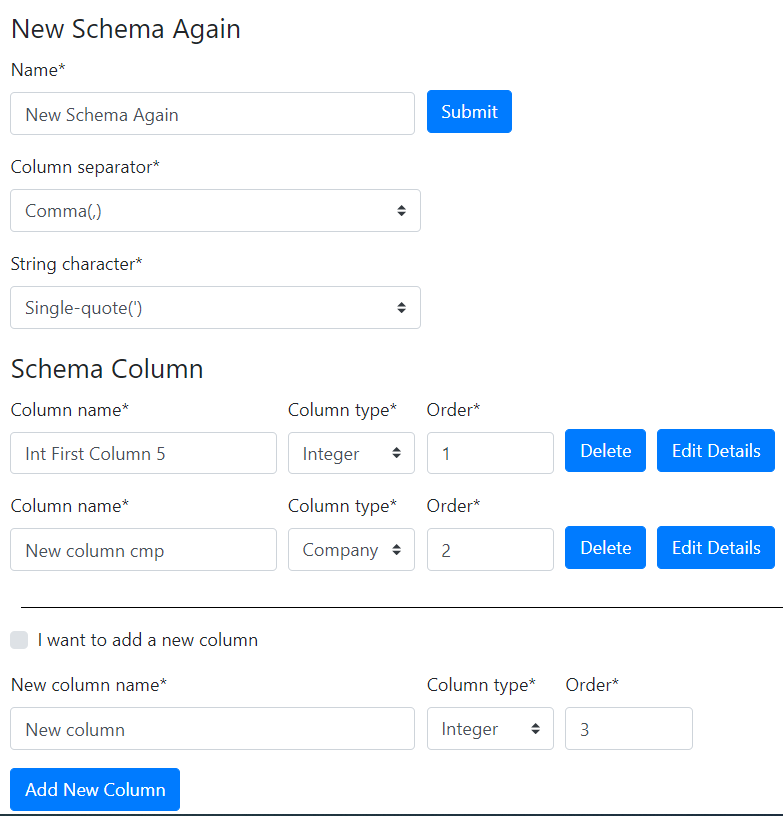 New Schema Again
Name*
New Schema Again Submit
Column separator*
Comma(,)
String character*
Single-quote(')
Schema Column
Column name* Column type* Order*
Int First Column 5 Integer 1 Delete Edit Details
Column name* Column type* Order*
New column cmp Company 2 Delete Edit Details
I want to add a new column
New column name* Column type* Order*
New column Integer 3
Add New Column